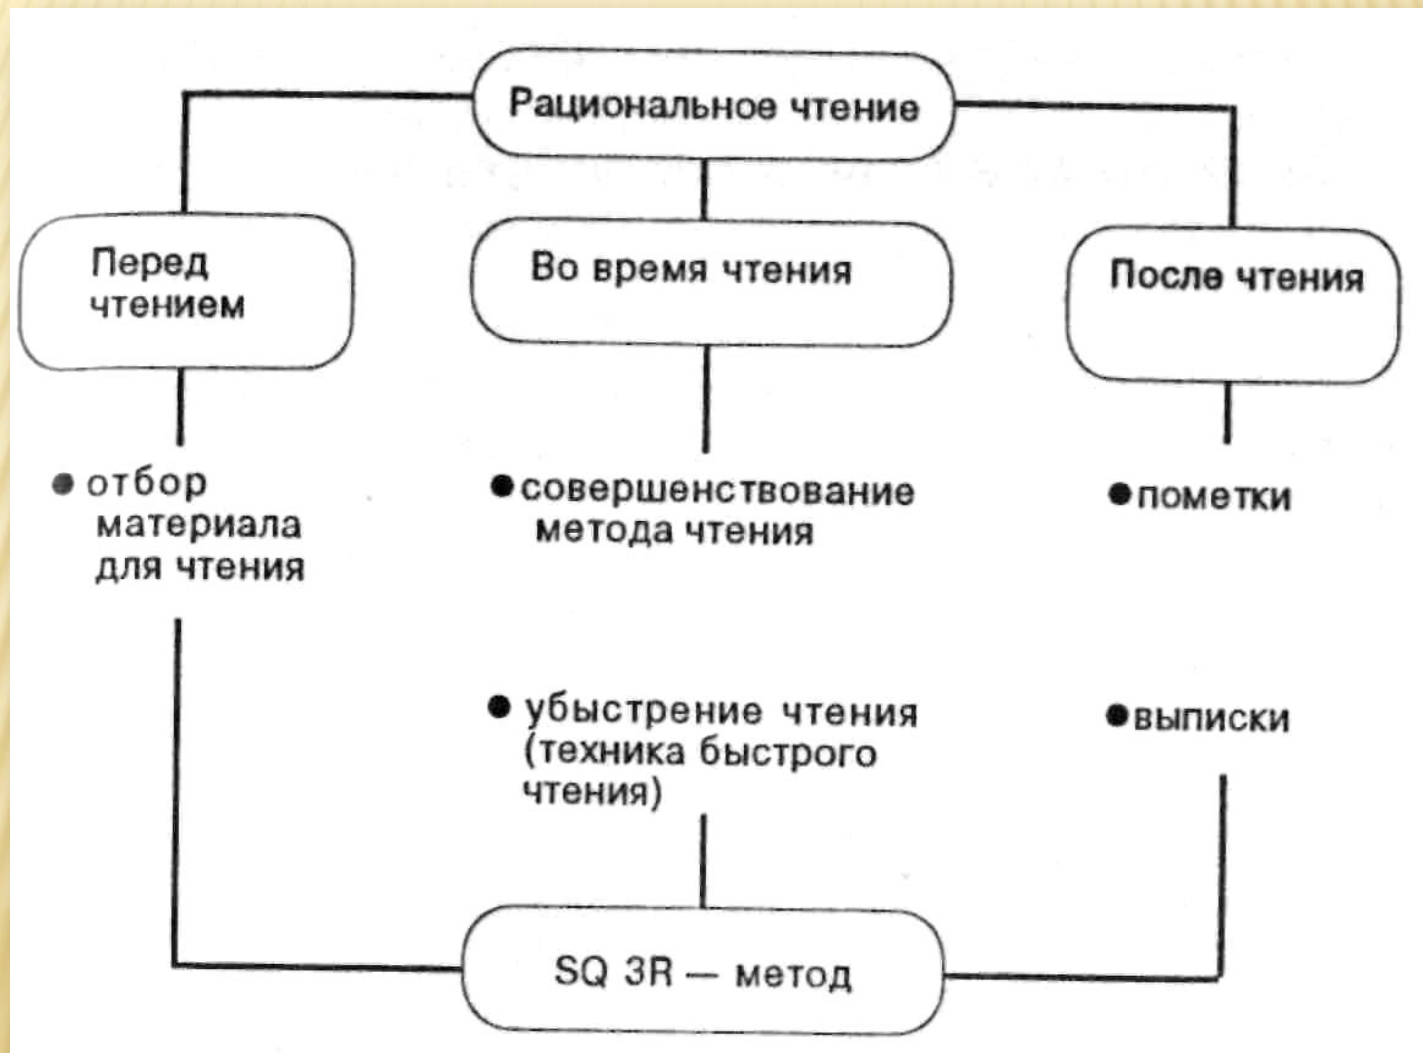 Рациональное чтение
Перед
чтением
Во время чтения
После чтения
● отбор
материала
для чтения
● совершенствование
метода чтения
● пометки
● убыстрение чтения
(техника быстрого
чтения)
● выписки
SQ 3R — метод